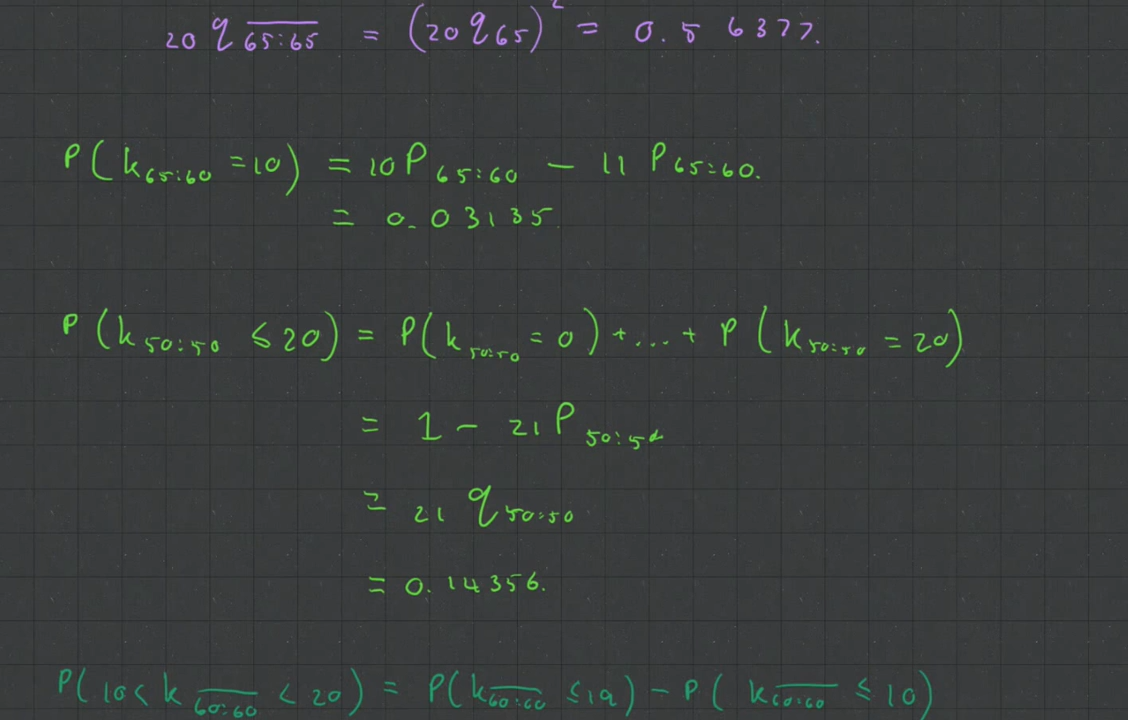 20 q 65:65 = (20 q 65)² = 0.56377.
P(k65:60 = 10) = 10 P 65:60 - 11 P 65:60.
= 0.03135.
P(k50:50 ≤ 20) = P(k50:50 = 0) + ... + P(k50:50 = 20)
= 1 - 21 P 50:50
= 21 q 50:50
= 0.14356.
P(10 < k 60:60 < 20) = P(k60:60 ≤ 19) - P(k60:60 ≤ 10)